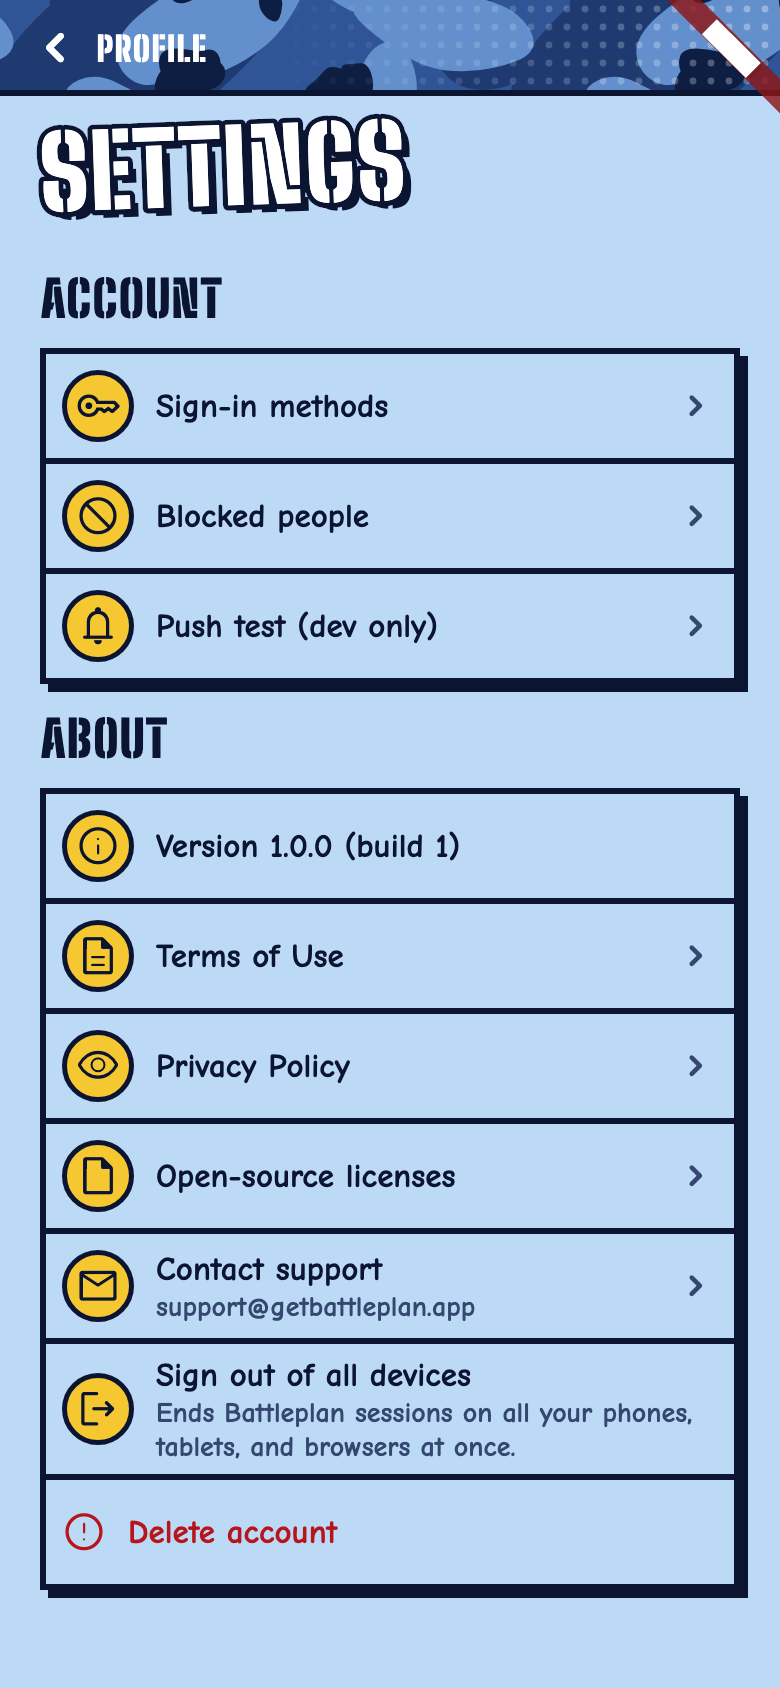 PROFILE
SETTINGS
ACCOUNT
Sign-in methods
Blocked people
Push test (dev only)
ABOUT
Version 1.0.0 (build 1)
Terms of Use
Privacy Policy
Open-source licenses
Contact support
support@getbattleplan.app
Sign out of all devices
Ends Battleplan sessions on all your phones,
tablets, and browsers at once.
Delete account